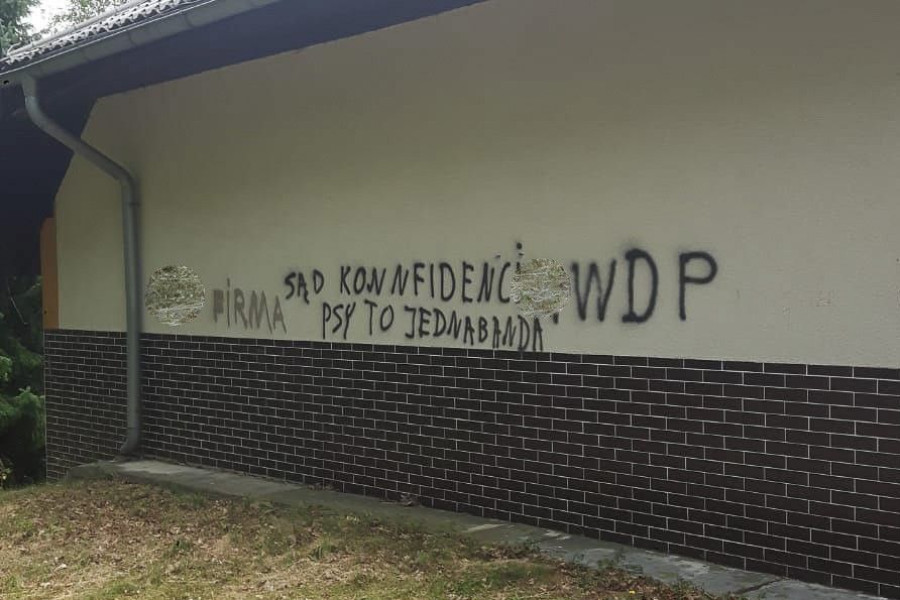 FiRMA
SĄD KONNFIDENCi
PSY TO JEDNABANDA
WDP